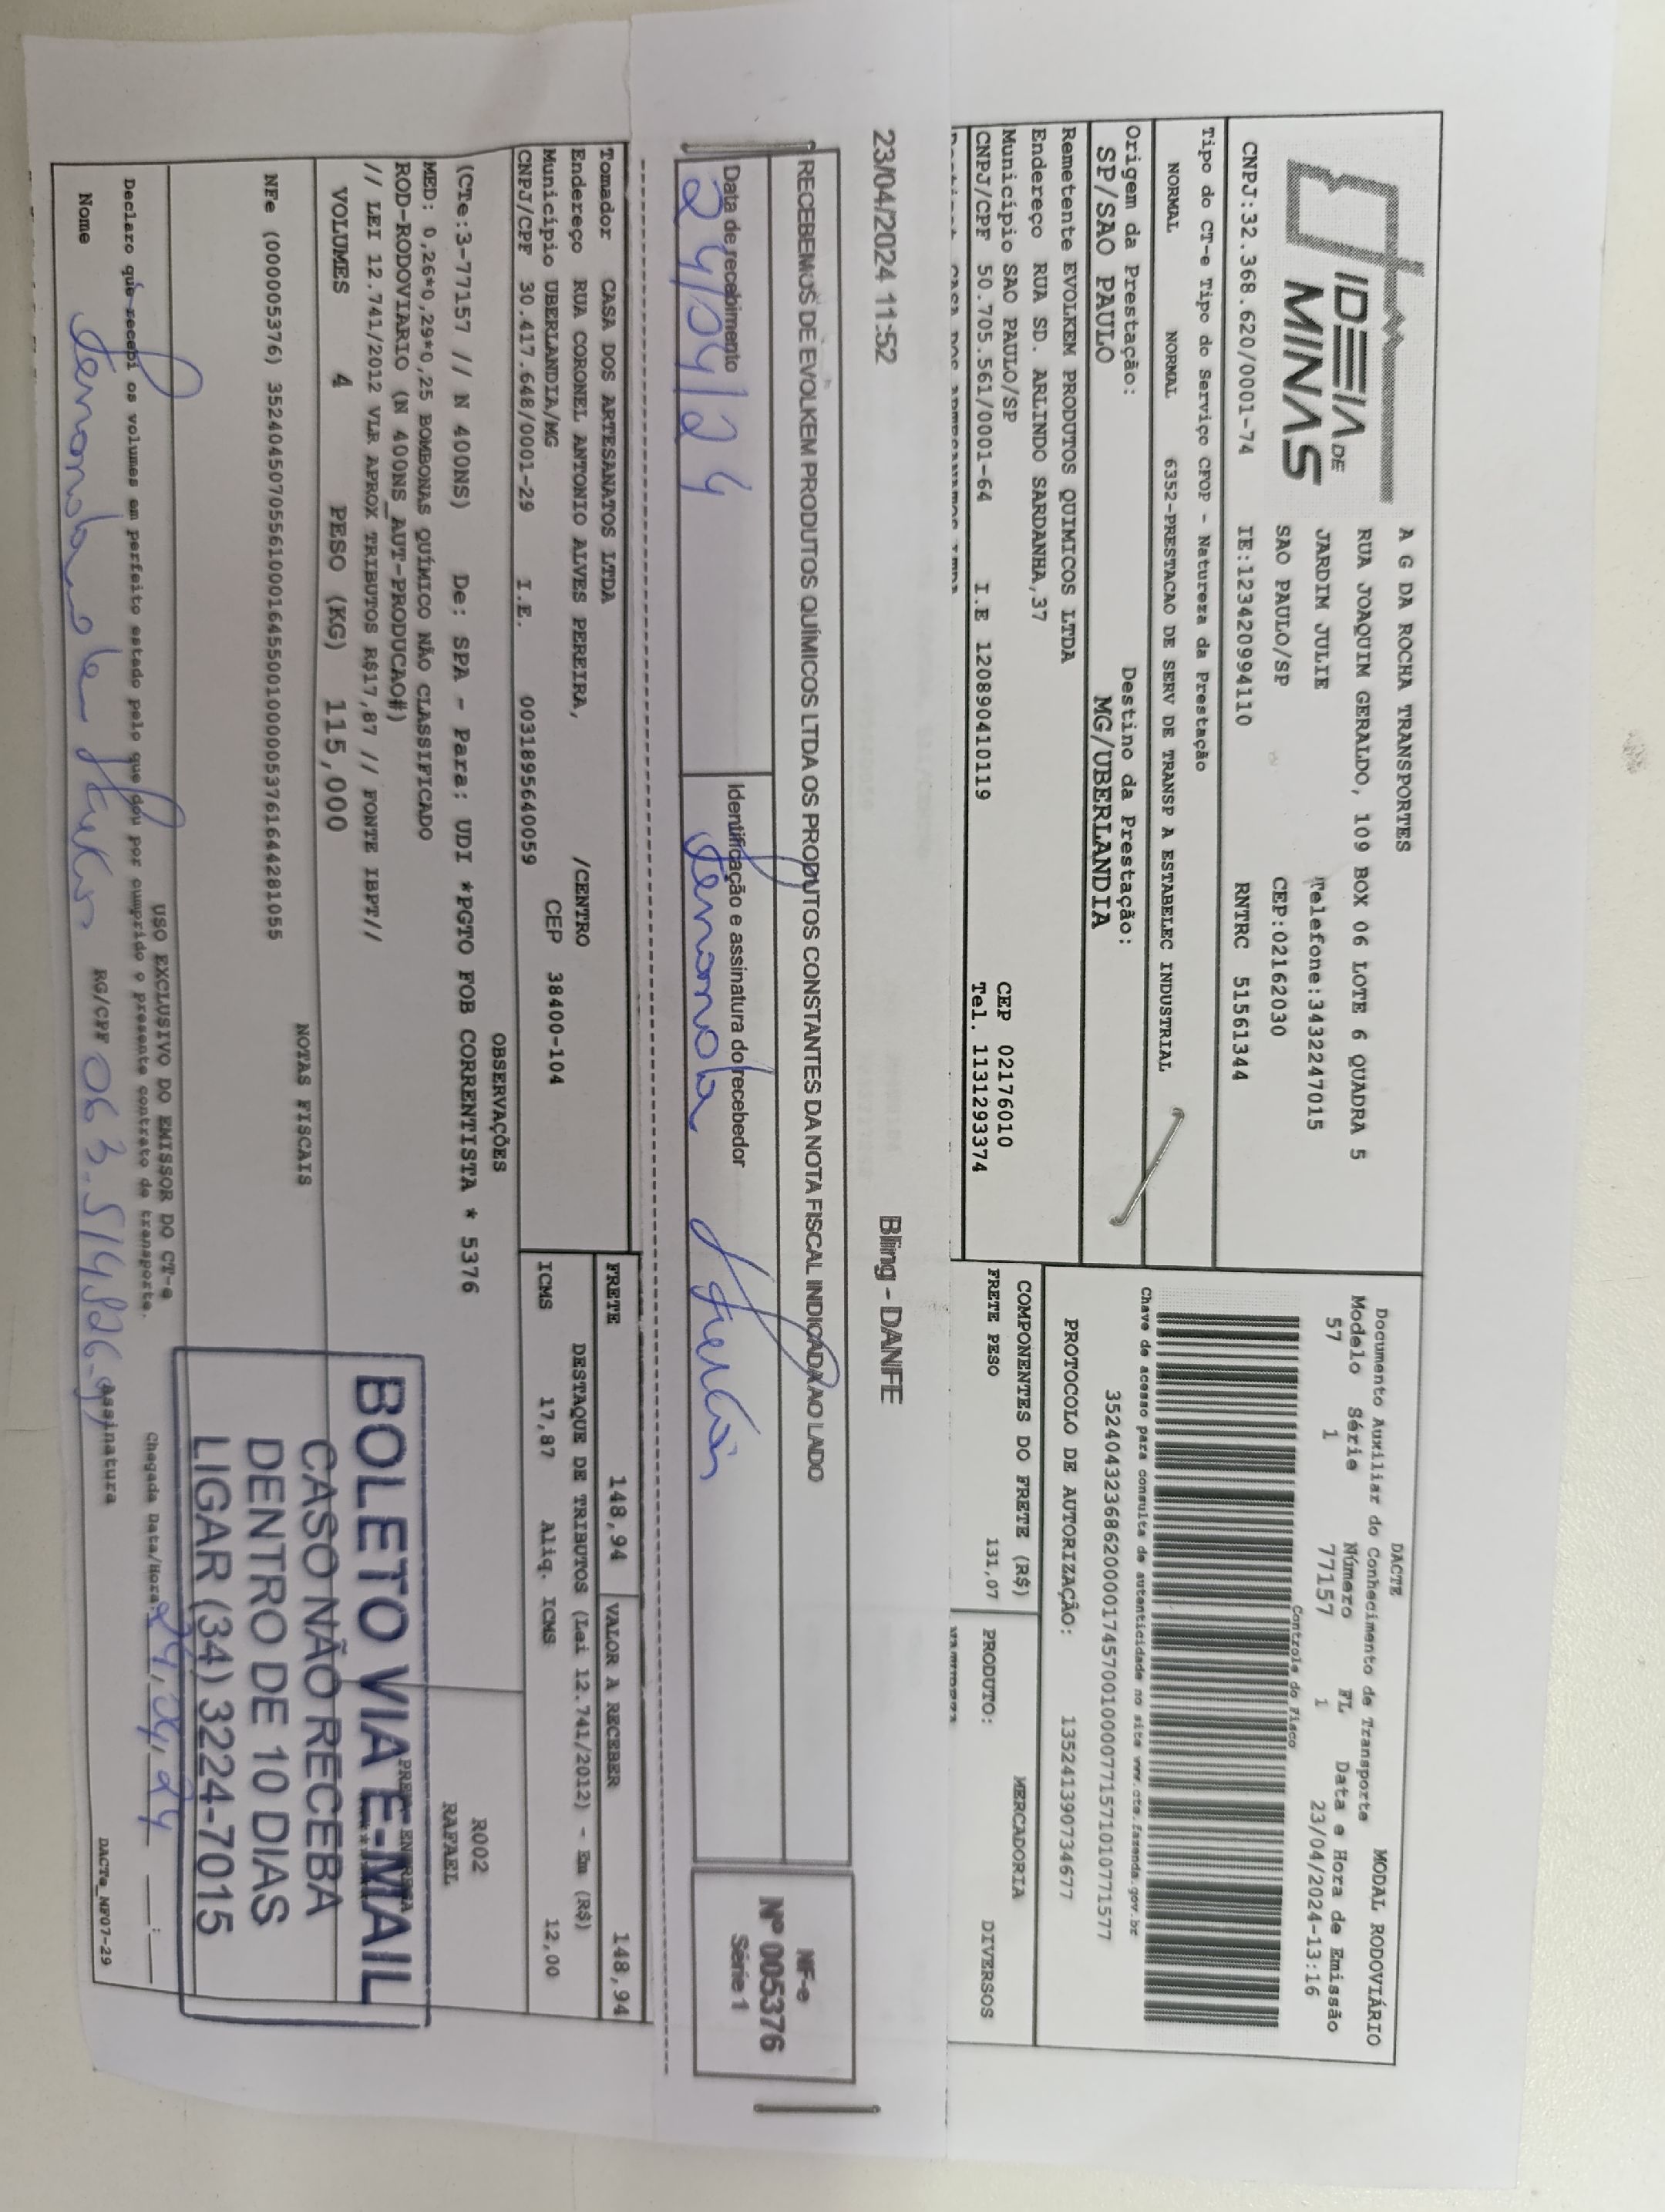 IDEIA DE
MINAS
A G DA ROCHA TRANSPORTES
RUA JOAQUIM GERALDO, 109 BOX 06 LOTE 6 QUADRA 5
JARDIM JULIE Telefone:3432247015
SAO PAULO/SP CEP:02162030
CNPJ:32.368.620/0001-74 IE:123420994110 RNTRC 51561344
Tipo do CT-e Tipo do Serviço CFOP - Natureza da Prestação
NORMAL NORMAL 6352-PRESTACAO DE SERV DE TRANSP A ESTABELEC INDUSTRIAL
Origem da Prestação: Destino da Prestação:
SP/SAO PAULO MG/UBERLANDIA
Remetente EVOLKEM PRODUTOS QUIMICOS LTDA
Endereço RUA SD. ARLINDO SARDANHA,37
Município SAO PAULO/SP CEP 02176010
CNPJ/CPF 50.705.561/0001-64 I.E 120890410119 Tel. 1131293374
DACTE MODAL RODOVIÁRIO
Documento Auxiliar do Conhecimento de Transporte
Modelo Série Número FL Data e Hora de Emissão
57 1 77157 1 23/04/2024-13:16
Controle do Fisco
Chave de acesso para consulta de autenticidade no site www.cte.fazenda.gov.br
35240432368620000174570010000771571010771577
PROTOCOLO DE AUTORIZAÇÃO: 135241390734677
COMPONENTES DO FRETE (R$) MERCADORIA
FRETE PESO 131,07 PRODUTO: DIVERSOS
23/04/2024 11:52 Bling - DANFE
RECEBEMOS DE EVOLKEM PRODUTOS QUÍMICOS LTDA OS PRODUTOS CONSTANTES DA NOTA FISCAL INDICADA AO LADO
NF-e
Nº 005376
Série 1
Data de recebimento Identificação e assinatura do recebedor
24/04/24
Tomador CASA DOS ARTESANATOS LTDA
Endereço RUA CORONEL ANTONIO ALVES PEREIRA, /CENTRO
Município UBERLANDIA/MG CEP 38400-104
CNPJ/CPF 30.417.648/0001-29 I.E. 0031895640059
FRETE 148,94 VALOR A RECEBER 148,94
DESTAQUE DE TRIBUTOS (Lei 12.741/2012) - Em (R$)
ICMS 17,87 Aliq. ICMS 12,00
OBSERVAÇÕES
(CTe:3-77157 // N 400NS) De: SPA - Para: UDI *PGTO FOB CORRENTISTA * 5376
MED: 0,26*0,29*0,25 BOMBONAS QUÍMICO NÃO CLASSIFICADO
ROD-RODOVIARIO (N 400NS_AUT-PRODUCAO#)
// LEI 12.741/2012 VLR APROX TRIBUTOS R$17,87 // FONTE IBPT//
R002
RAFAEL
VOLUMES 4 PESO (KG) 115,000
NOTAS FISCAIS
NFe (000005376) 35240450705561000164550010000053761644281055
BOLETO VIA E-MAIL
CASO NÃO RECEBA
DENTRO DE 10 DIAS
LIGAR (34) 3224-7015
USO EXCLUSIVO DO EMISSOR DO CT-e
Declaro que recebi os volumes em perfeito estado pelo que dou por cumprido o presente contrato de transporte.
Chegada Data/Hora: 24/04/24
Nome RG/CPF Assinatura
DACTe_NF07-29